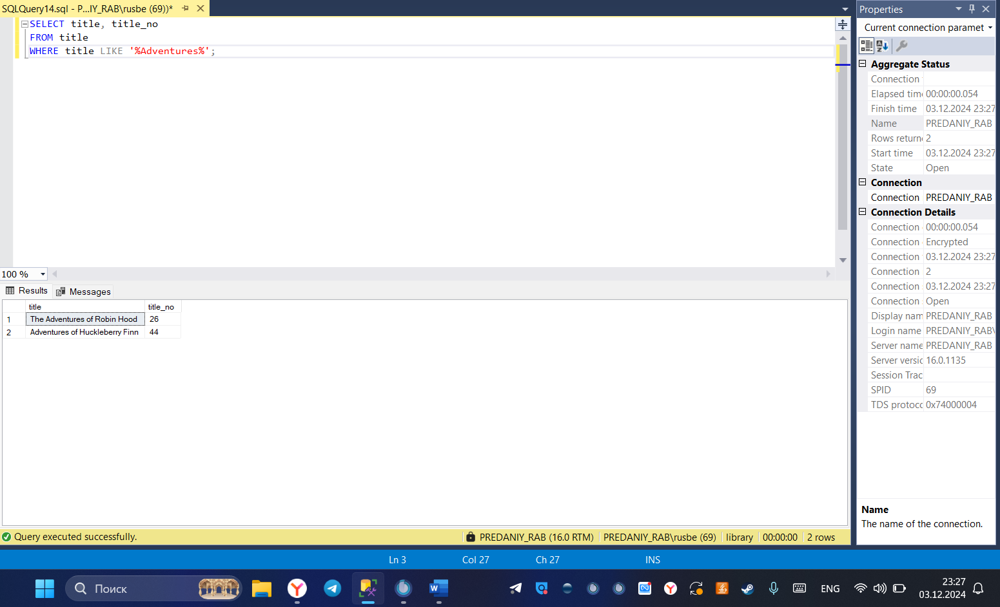 SQLQuery14.sql - P...IY_RAB\rusbe (69))*
SELECT title, title_no
FROM title
WHERE title LIKE '%Adventures%';
100 %
Results
Messages
title title_no
1 The Adventures of Robin Hood 26
2 Adventures of Huckleberry Finn 44
Query executed successfully.
PREDANIY_RAB (16.0 RTM) PREDANIY_RAB\rusbe (69) library 00:00:00 2 rows
Properties
Current connection paramet
Aggregate Status
Connection
Elapsed time 00:00:00.054
Finish time 03.12.2024 23:27
Name PREDANIY_RAB
Rows return 2
Start time 03.12.2024 23:27
State Open
Connection
Connection PREDANIY_RAB
Connection Details
Connection 00:00:00.054
Connection Encrypted
Connection 03.12.2024 23:27
Connection 2
Connection 03.12.2024 23:27
Connection Open
Display nam PREDANIY_RAB
Login name PREDANIY_RAB\
Server name PREDANIY_RAB
Server versic 16.0.1135
Session Trac
SPID 69
TDS protocc 0x74000004
Name
The name of the connection.
Ln 3 Col 27 Ch 27 INS
Поиск
ENG
23:27
03.12.2024